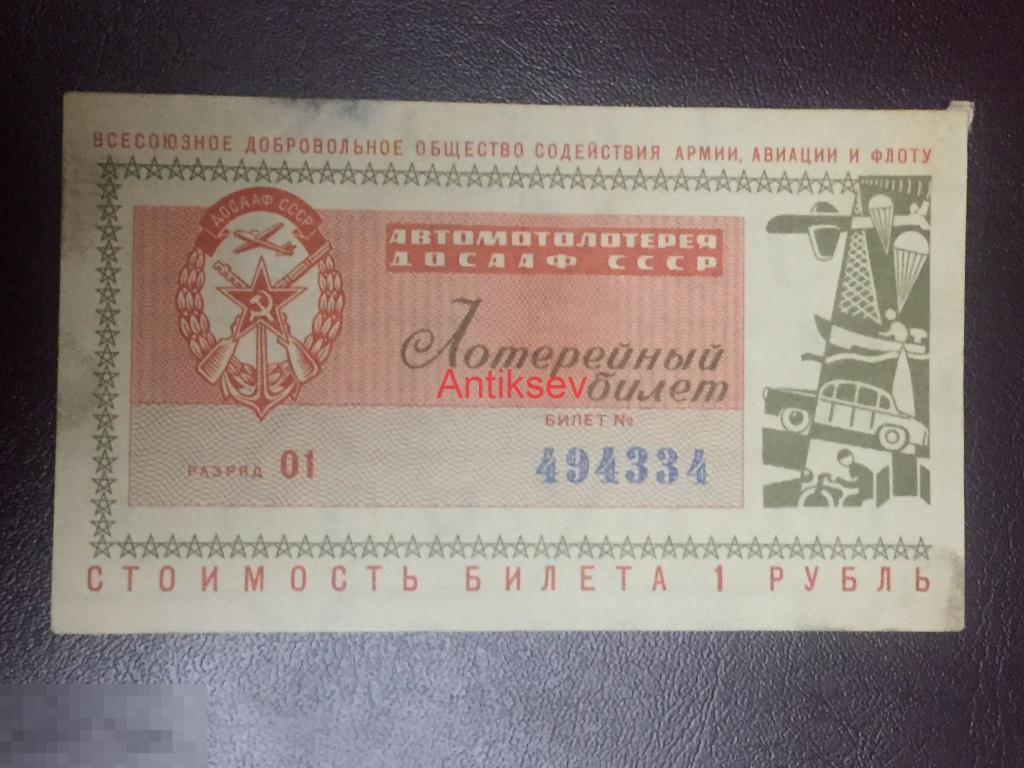 ВСЕСОЮЗНОЕ ДОБРОВОЛЬНОЕ ОБЩЕСТВО СОДЕЙСТВИЯ АРМИИ, АВИАЦИИ И ФЛОТУ
ДОСААФ СССР
АВТОМОТОЛОТЕРЕЯ
ДОСААФ СССР
Лотерейный
билет
Antiksev
БИЛЕТ №
РАЗРЯД 01
494334
СТОИМОСТЬ БИЛЕТА 1 РУБЛЬ